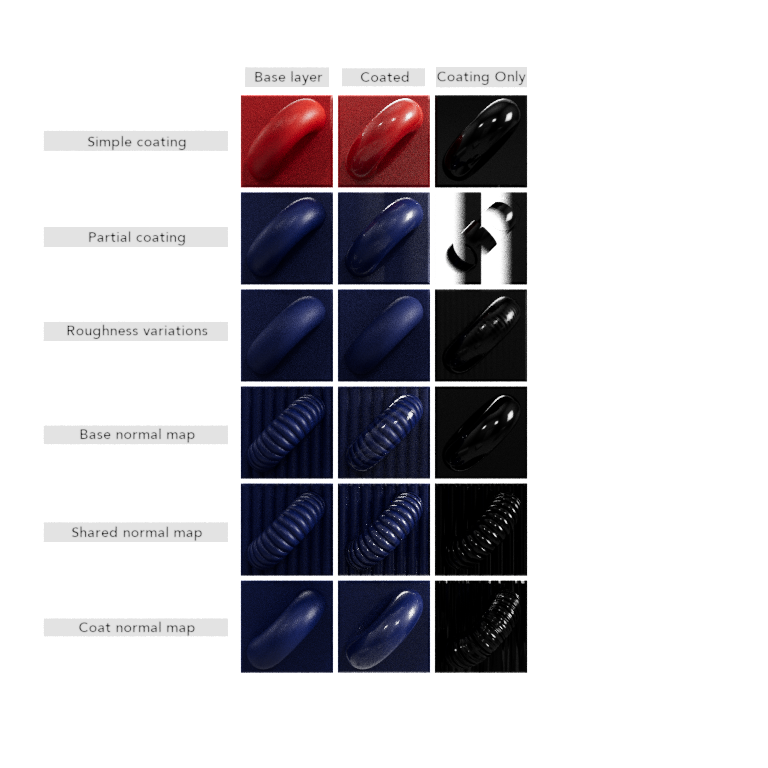 Base layer Coated Coating Only
Simple coating
Partial coating
Roughness variations
Base normal map
Shared normal map
Coat normal map